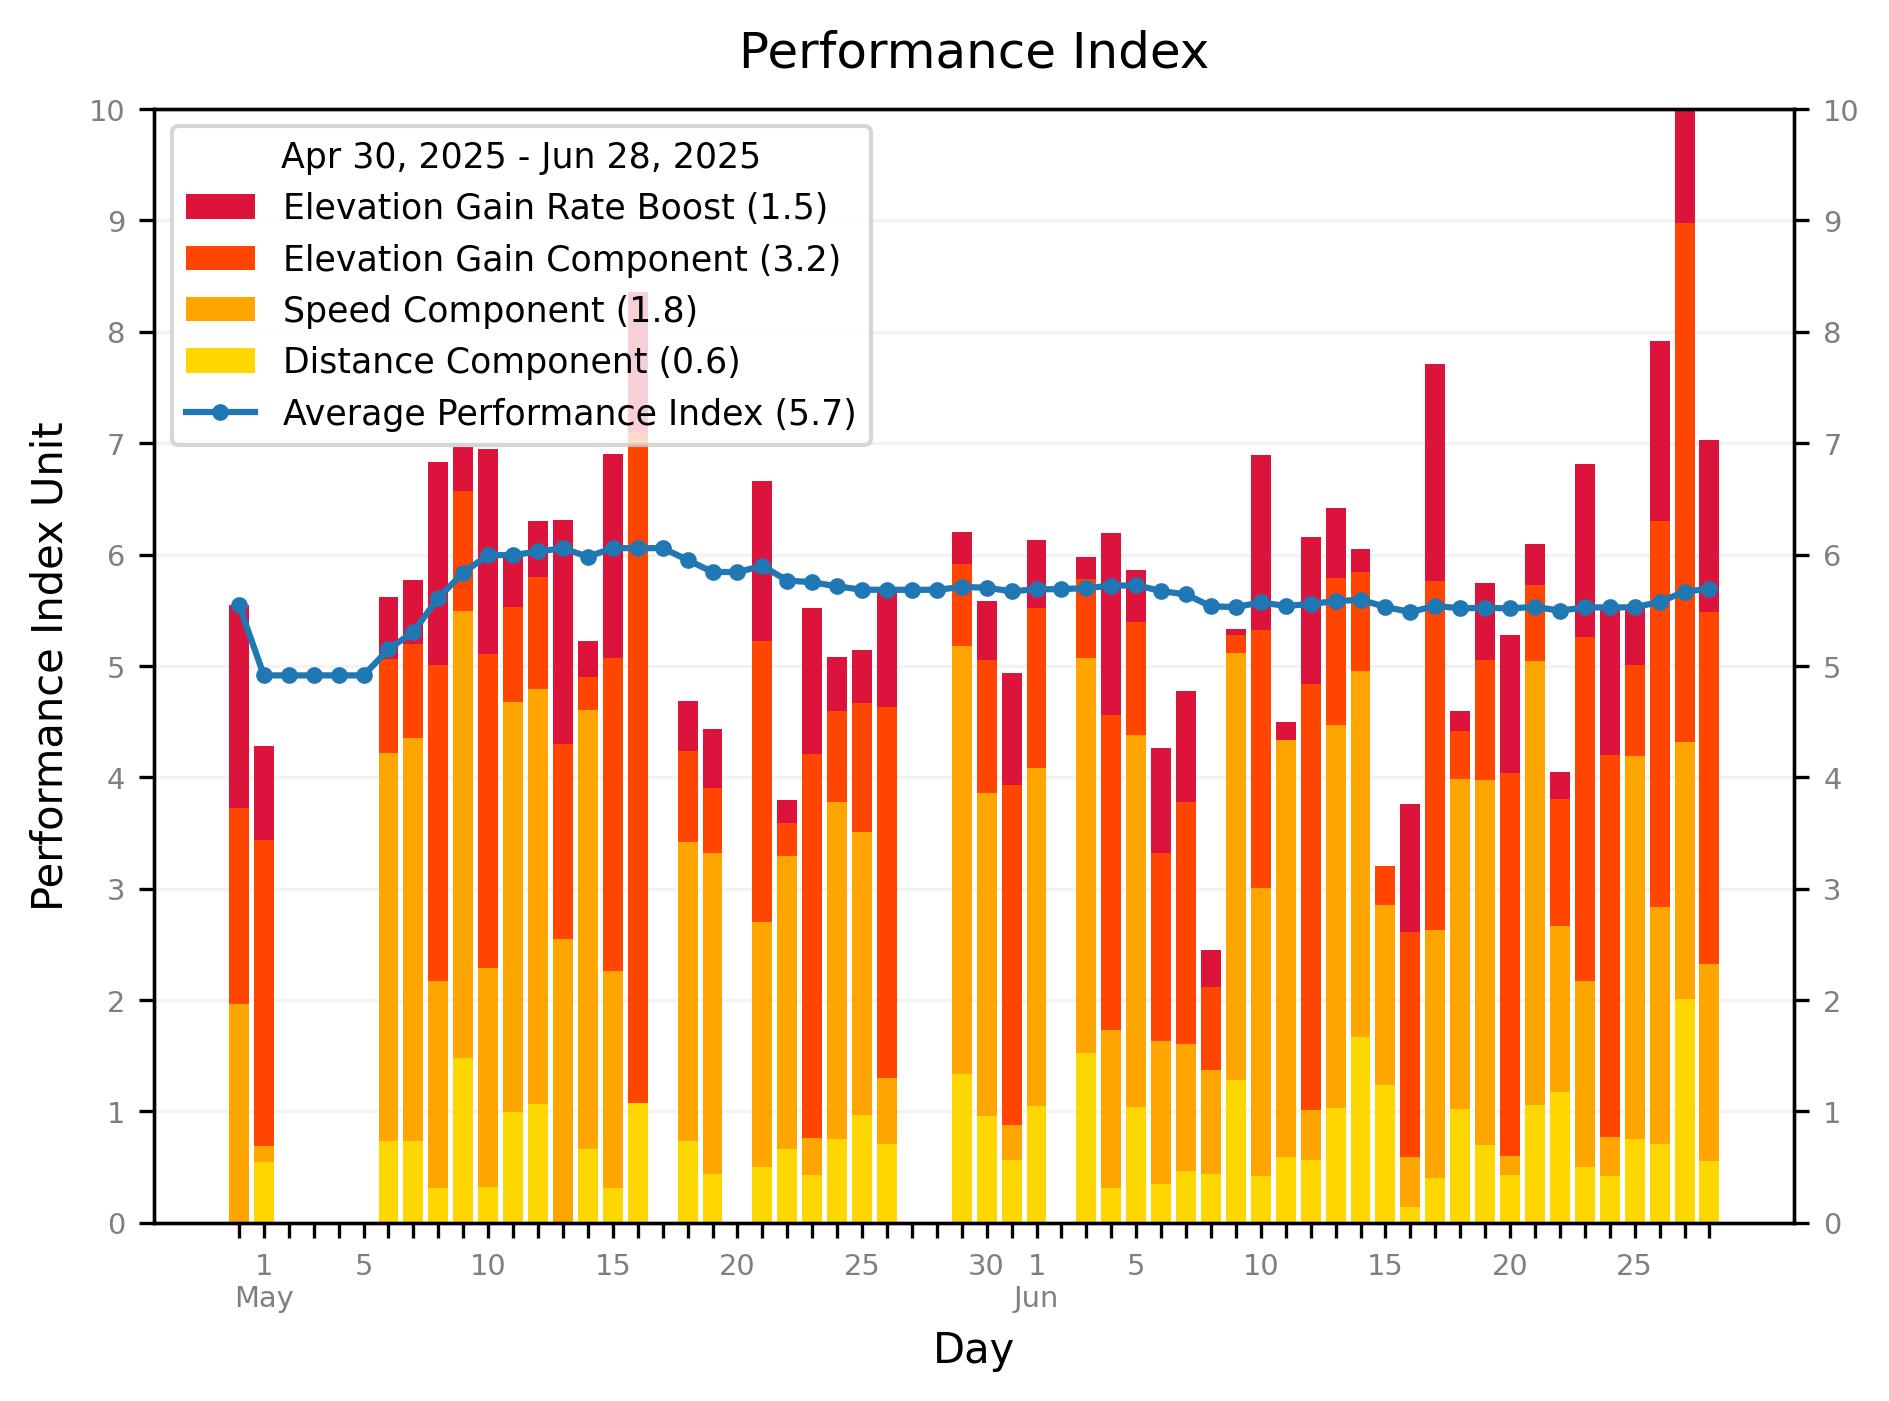 Performance Index
Apr 30, 2025 - Jun 28, 2025
Elevation Gain Rate Boost (1.5)
Elevation Gain Component (3.2)
Speed Component (1.8)
Distance Component (0.6)
Average Performance Index (5.7)
Performance Index Unit
10
9
8
7
6
5
4
3
2
1
0
10
9
8
7
6
5
4
3
2
1
0
1 5 10 15 20 25 30 1 5 10 15 20 25
May Jun
Day